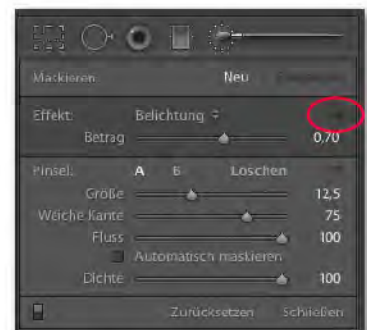 Maskieren: Neu
Effekt: Belichtung
Betrag 0,70
Pinsel: A B Löschen
Größe 12,5
Weiche Kante 75
Fluss 100
Automatisch maskieren
Dichte 100
Zurücksetzen Schließen